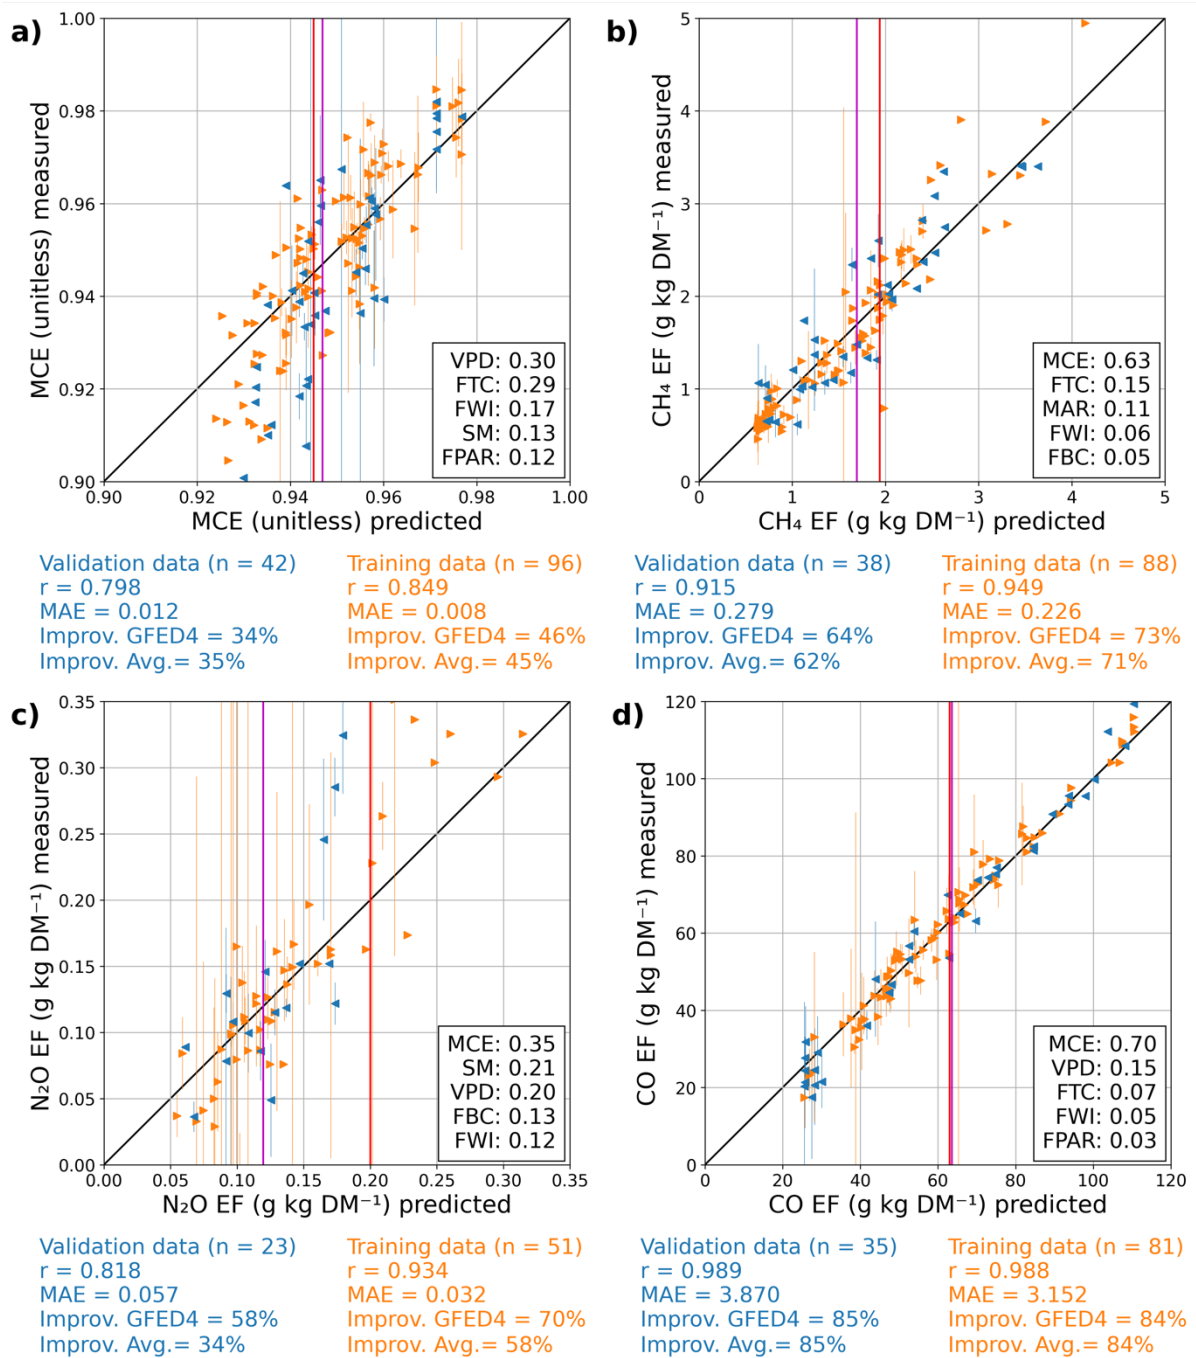 a)
MCE (unitless) measured
1.00
0.98
0.96
0.94
0.92
0.90
VPD: 0.30
FTC: 0.29
FWI: 0.17
SM: 0.13
FPAR: 0.12
0.90 0.92 0.94 0.96 0.98 1.00
MCE (unitless) predicted
Validation data (n = 42)
r = 0.798
MAE = 0.012
Improv. GFED4 = 34%
Improv. Avg.= 35%
Training data (n = 96)
r = 0.849
MAE = 0.008
Improv. GFED4 = 46%
Improv. Avg.= 45%
b)
CH₄ EF (g kg DM⁻¹) measured
5
4
3
2
1
0
MCE: 0.63
FTC: 0.15
MAR: 0.11
FWI: 0.06
FBC: 0.05
0 1 2 3 4 5
CH₄ EF (g kg DM⁻¹) predicted
Validation data (n = 38)
r = 0.915
MAE = 0.279
Improv. GFED4 = 64%
Improv. Avg.= 62%
Training data (n = 88)
r = 0.949
MAE = 0.226
Improv. GFED4 = 73%
Improv. Avg.= 71%
c)
N₂O EF (g kg DM⁻¹) measured
0.35
0.30
0.25
0.20
0.15
0.10
0.05
0.00
MCE: 0.35
SM: 0.21
VPD: 0.20
FBC: 0.13
FWI: 0.12
0.00 0.05 0.10 0.15 0.20 0.25 0.30 0.35
N₂O EF (g kg DM⁻¹) predicted
Validation data (n = 23)
r = 0.818
MAE = 0.057
Improv. GFED4 = 58%
Improv. Avg.= 34%
Training data (n = 51)
r = 0.934
MAE = 0.032
Improv. GFED4 = 70%
Improv. Avg.= 58%
d)
CO EF (g kg DM⁻¹) measured
120
100
80
60
40
20
0
MCE: 0.70
VPD: 0.15
FTC: 0.07
FWI: 0.05
FPAR: 0.03
0 20 40 60 80 100 120
CO EF (g kg DM⁻¹) predicted
Validation data (n = 35)
r = 0.989
MAE = 3.870
Improv. GFED4 = 85%
Improv. Avg.= 85%
Training data (n = 81)
r = 0.988
MAE = 3.152
Improv. GFED4 = 84%
Improv. Avg.= 84%